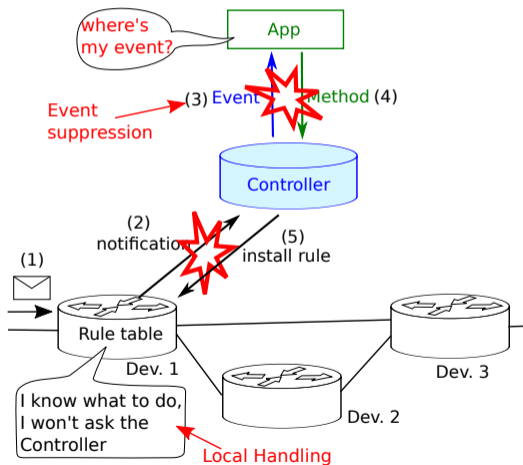 where's
my event?
App
(3) Event
Method (4)
Event
suppression
Controller
(2)
notification
(5)
install rule
(1)
Rule table
Dev. 1
Dev. 3
I know what to do,
I won't ask the
Controller
Dev. 2
Local Handling